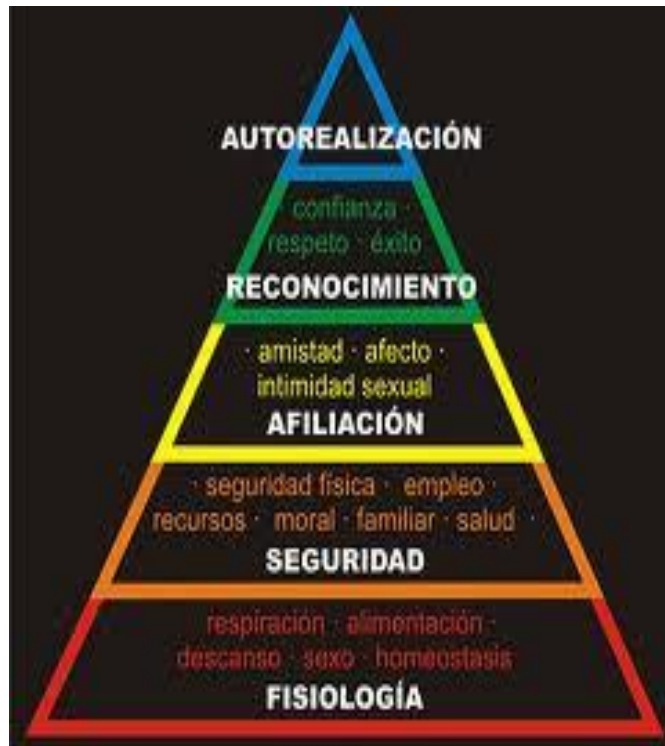 AUTOREALIZACIÓN
· confianza ·
respeto · éxito
RECONOCIMIENTO
· amistad · afecto ·
intimidad sexual
AFILIACIÓN
· seguridad física · empleo ·
recursos · moral · familiar · salud ·
SEGURIDAD
respiración · alimentación ·
descanso · sexo · homeostasis
FISIOLOGÍA